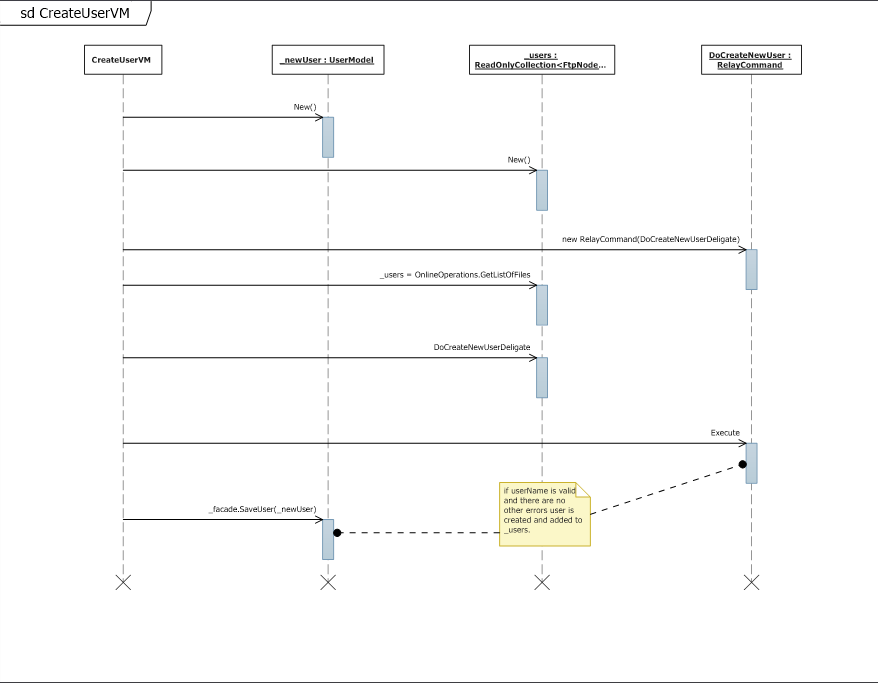 sd CreateUserVM
CreateUserVM
_newUser : UserModel
_users :
ReadOnlyCollection<FtpNode...
DoCreateNewUser :
RelayCommand
New()
New()
new RelayCommand(DoCreateNewUserDeligate)
_users = OnlineOperations.GetListOfFiles
DoCreateNewUserDeligate
Execute
if userName is valid
and there are no
other errors user is
created and added to
_users.
_facade.SaveUser(_newUser)